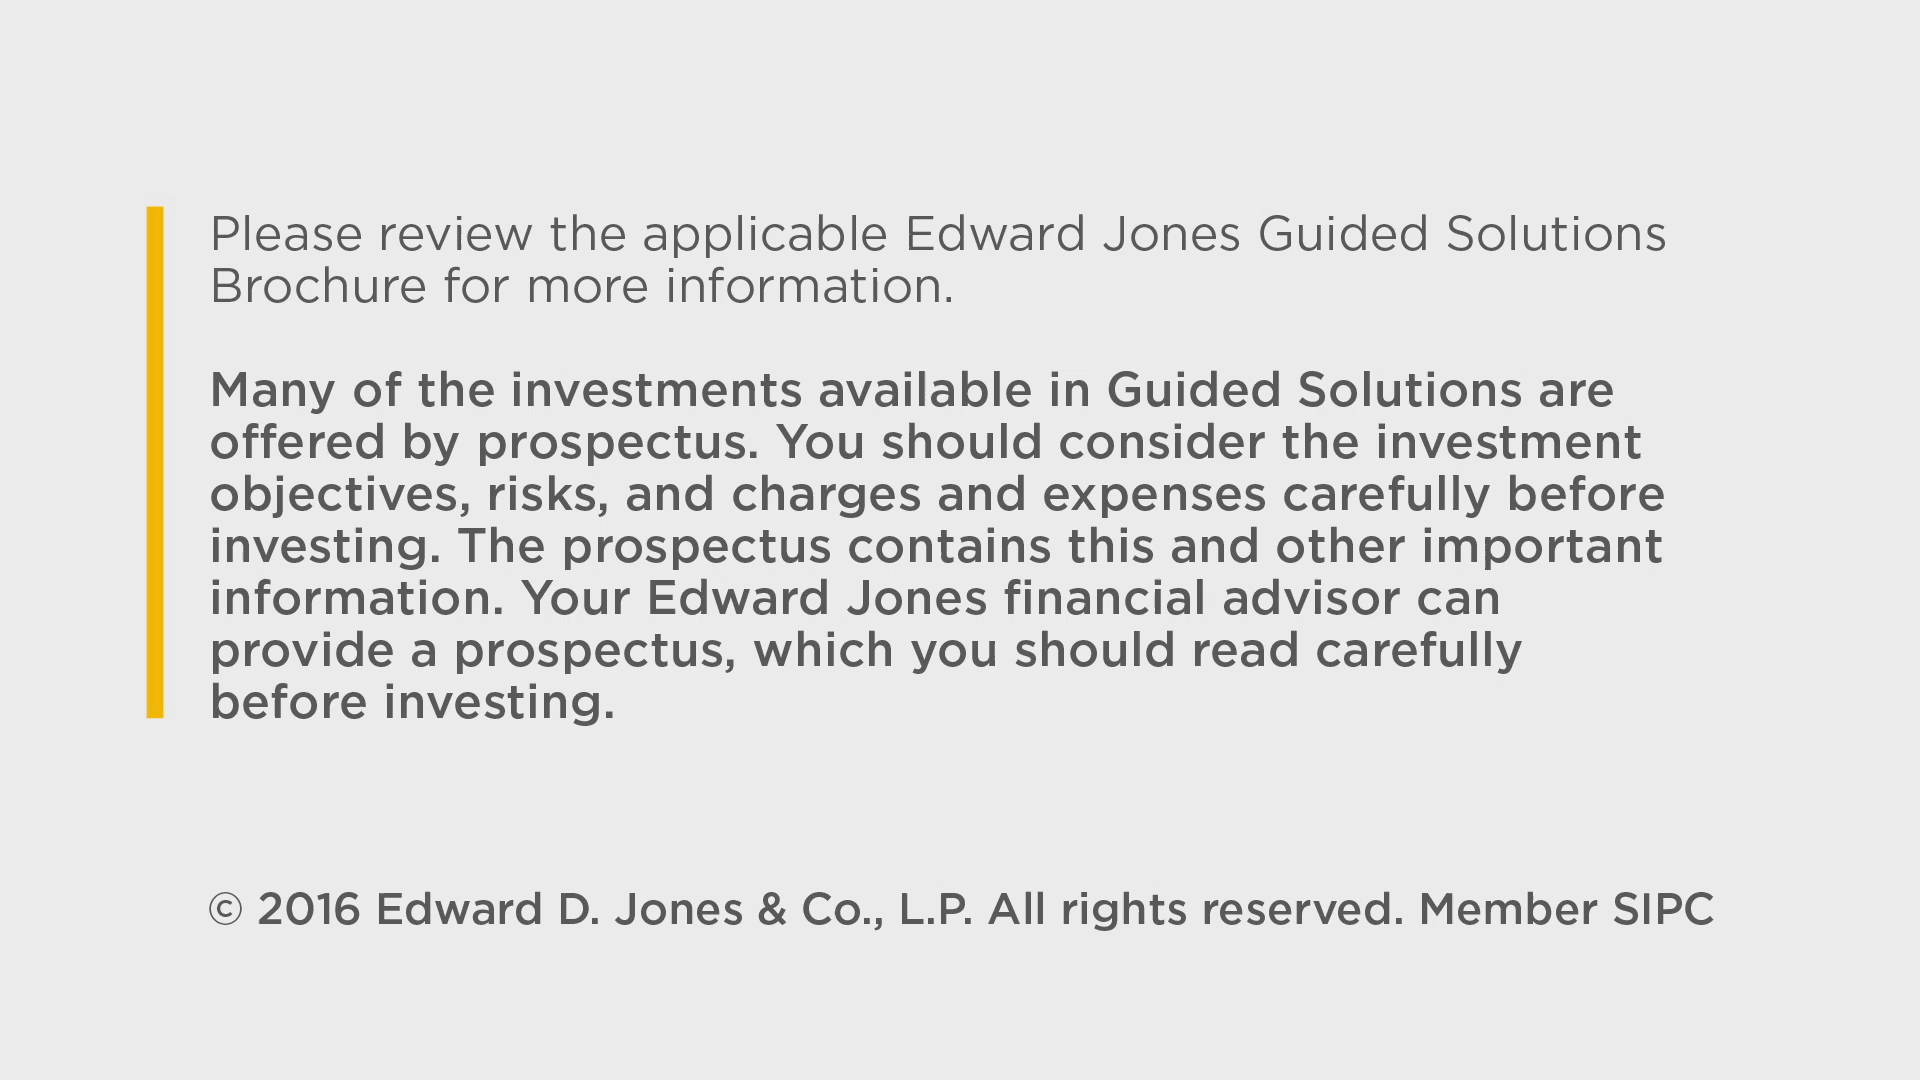 Please review the applicable Edward Jones Guided Solutions
Brochure for more information.
Many of the investments available in Guided Solutions are
offered by prospectus. You should consider the investment
objectives, risks, and charges and expenses carefully before
investing. The prospectus contains this and other important
information. Your Edward Jones financial advisor can
provide a prospectus, which you should read carefully
before investing.
© 2016 Edward D. Jones & Co., L.P. All rights reserved. Member SIPC